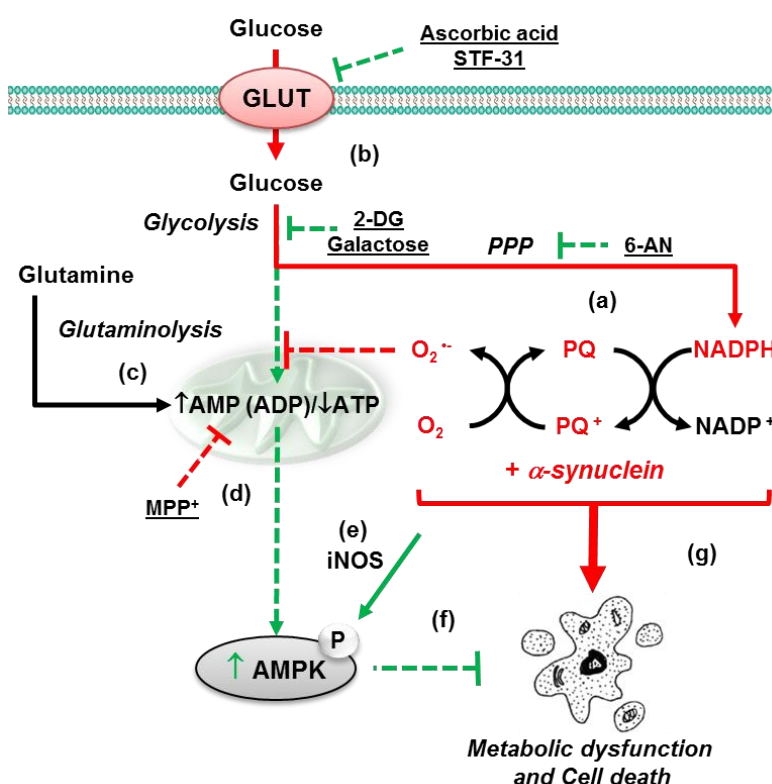 Glucose
Ascorbic acid
STF-31
GLUT
(b)
Glucose
Glycolysis
2-DG
Galactose
PPP
6-AN
Glutamine
(a)
Glutaminolysis
O₂•- PQ NADPH
(c)
↑AMP (ADP)/↓ATP
O₂ PQ⁺ NADP⁺
+ α-synuclein
MPP⁺
(d)
(e)
iNOS
(g)
(f)
P
↑ AMPK
Metabolic dysfunction
and Cell death